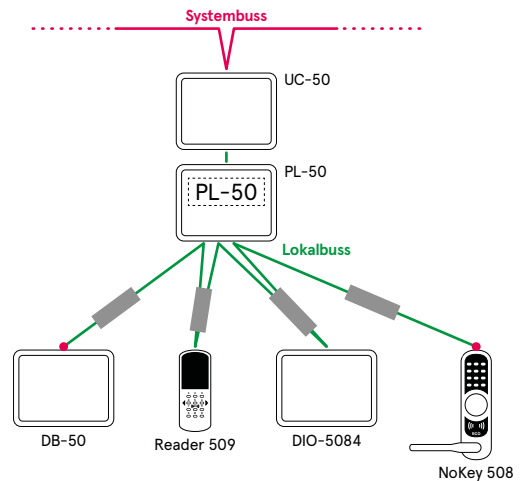 Systembuss
UC-50
PL-50
PL-50
Lokalbuss
DB-50
Reader 509
DIO-5084
NoKey 508